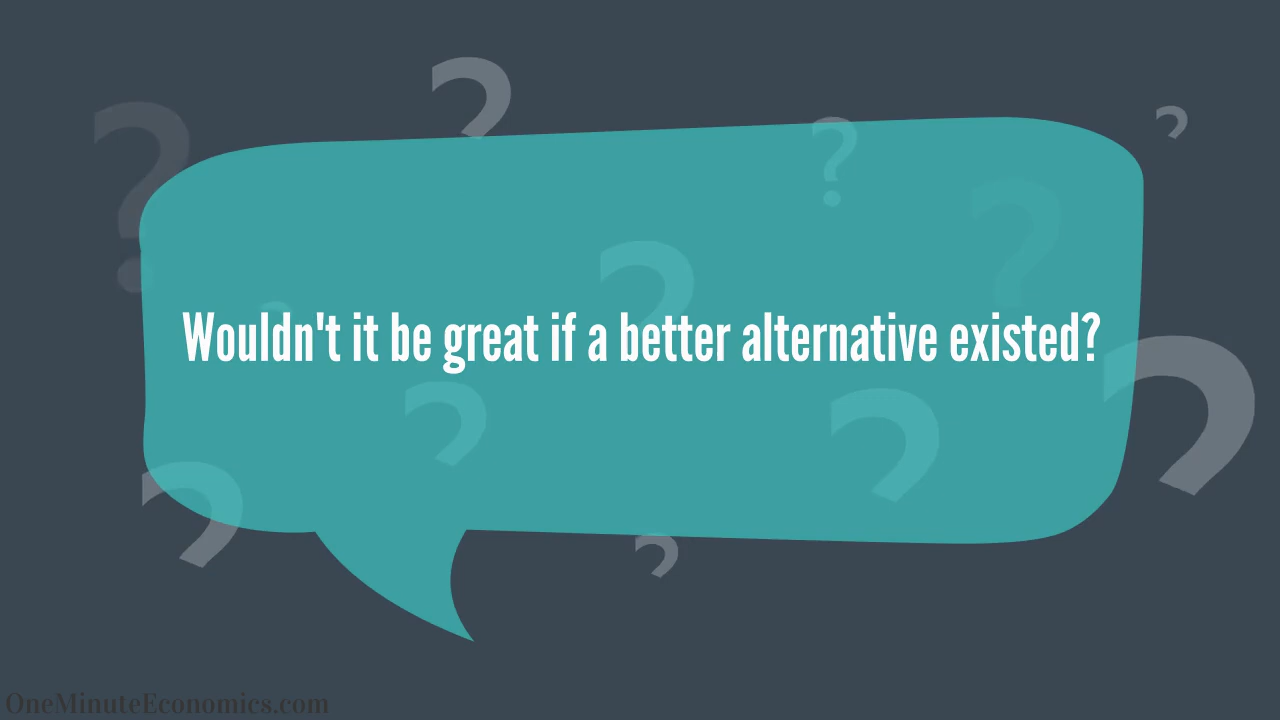 Wouldn't it be great if a better alternative existed?
OneMinuteEconomics.com